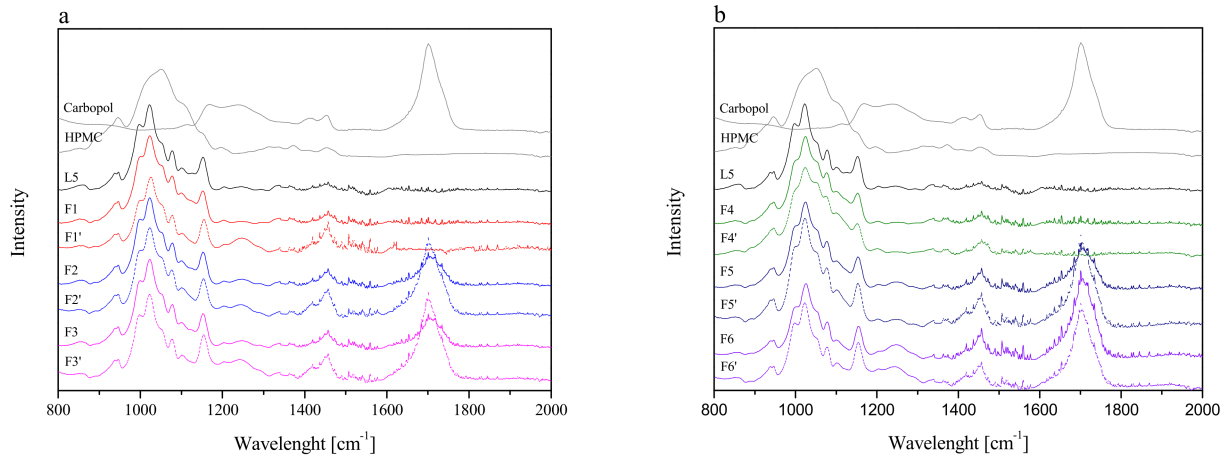 a
Carbopol
HPMC
L5
F1
F1'
F2
F2'
F3
F3'
Intensity
800 1000 1200 1400 1600 1800 2000
Wavelenght [cm⁻¹]
b
Carbopol
HPMC
L5
F4
F4'
F5
F5'
F6
F6'
Intensity
800 1000 1200 1400 1600 1800 2000
Wavelenght [cm⁻¹]